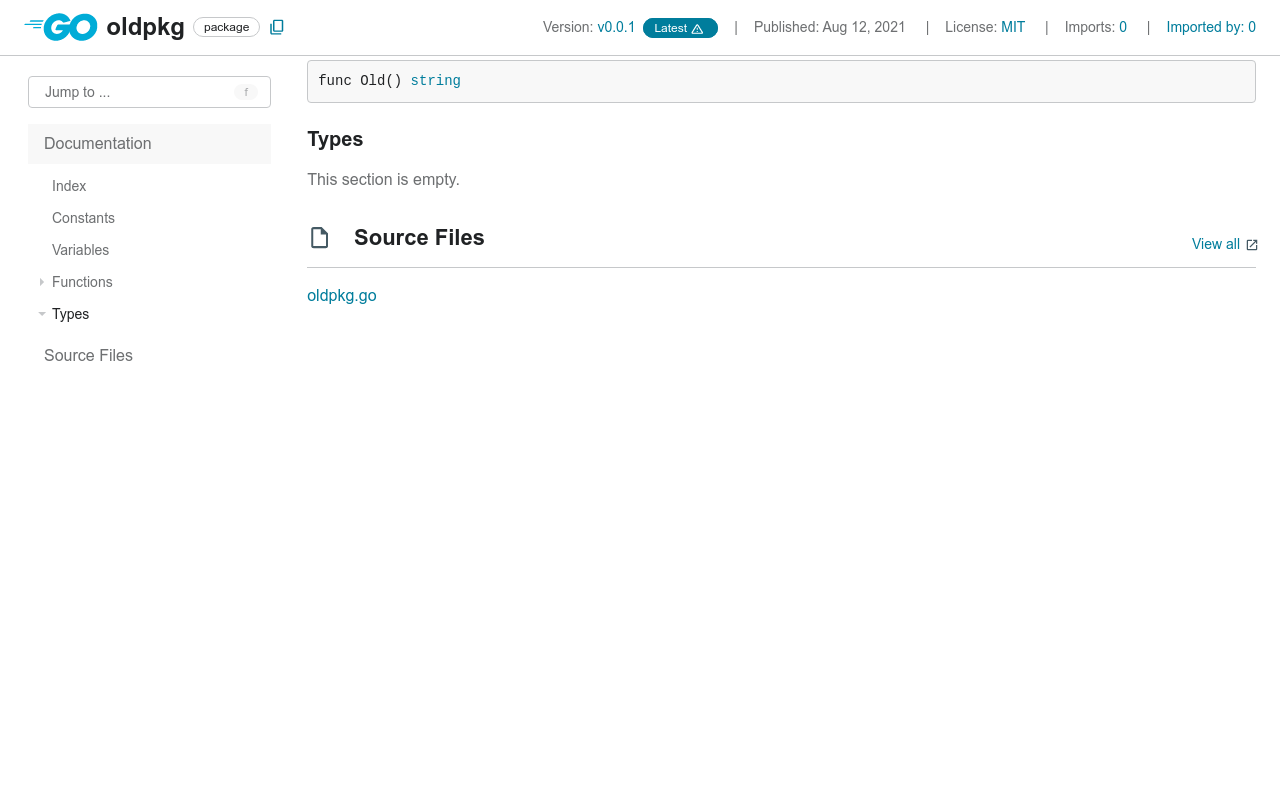 GO oldpkg package Version: v0.0.1 Latest | Published: Aug 12, 2021 | License: MIT | Imports: 0 | Imported by: 0
Jump to ... f
Documentation
Index
Constants
Variables
Functions
Types
Source Files
func Old() string
Types
This section is empty.
Source Files
View all
oldpkg.go